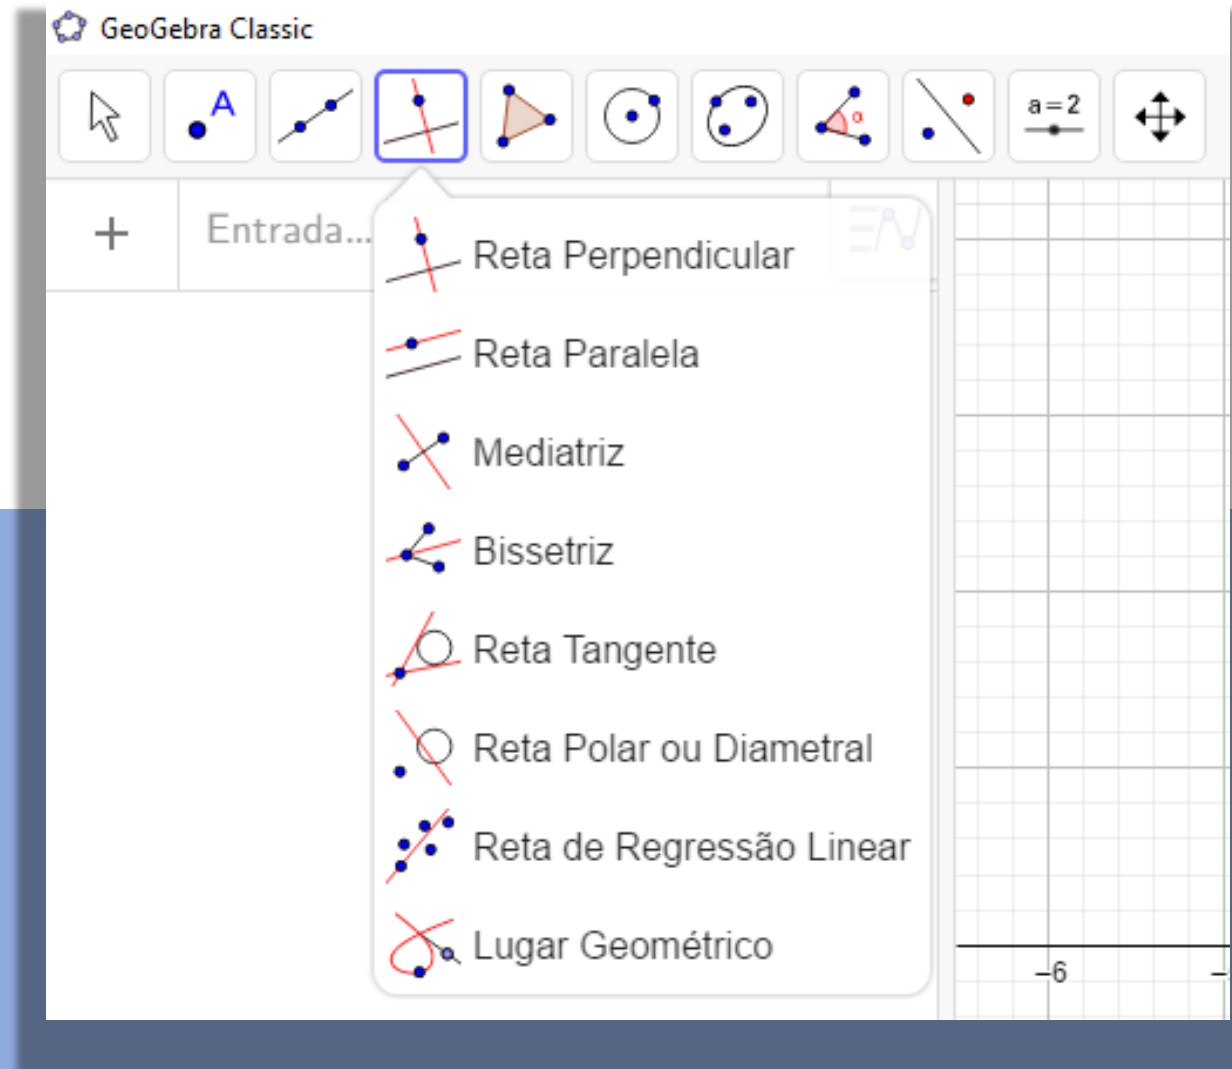 GeoGebra Classic
A
α
a=2
+
Entrada...
Reta Perpendicular
Reta Paralela
Mediatriz
Bissetriz
Reta Tangente
Reta Polar ou Diametral
Reta de Regressão Linear
Lugar Geométrico
–6